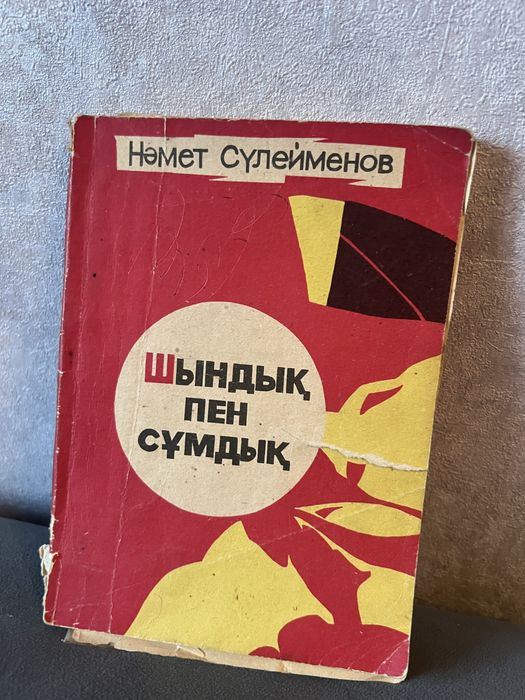 Нәмет Сүлейменов
Шындық
пен
сұмдық